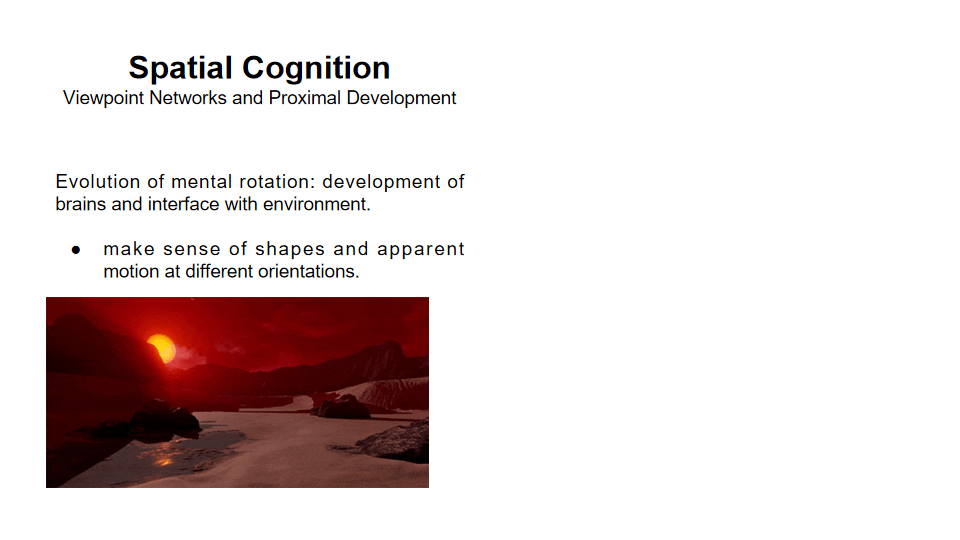 Spatial Cognition
Viewpoint Networks and Proximal Development
Evolution of mental rotation: development of
brains and interface with environment.
● make sense of shapes and apparent
motion at different orientations.